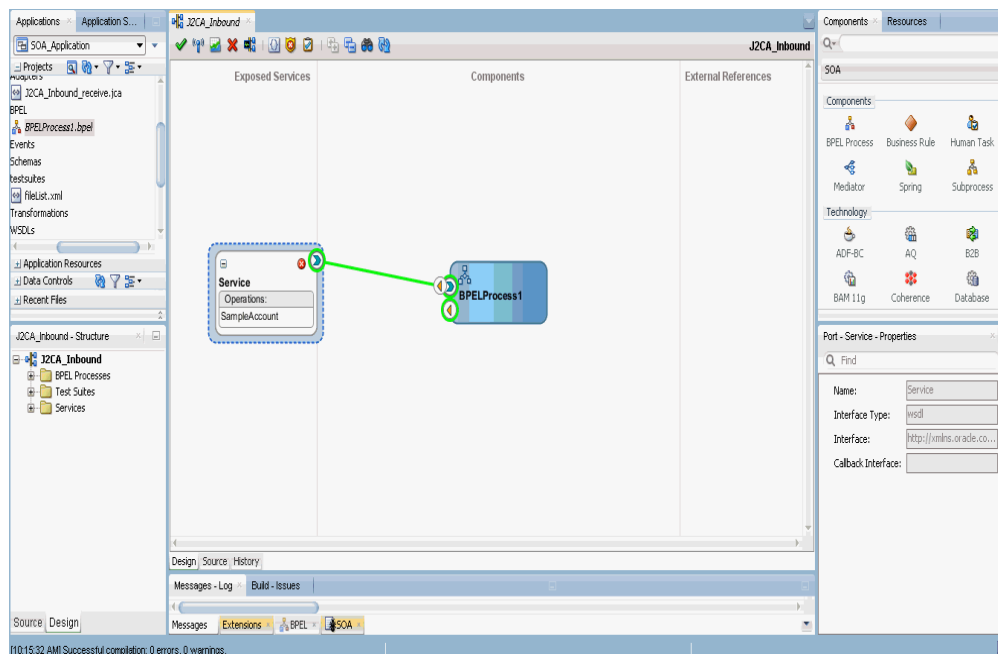 Applications
Application S...
SOA_Application
Projects
Adapters
J2CA_Inbound_receive.jca
BPEL
BPELProcess1.bpel
Events
Schemas
testsuites
fileList.xml
Transformations
WSDLs
Application Resources
Data Controls
Recent Files
J2CA_Inbound - Structure
J2CA_Inbound
BPEL Processes
Test Suites
Services
Source Design
J2CA_Inbound
J2CA_Inbound
Exposed Services
Components
External References
Service
Operations:
SampleAccount
BPELProcess1
Design Source History
Messages - Log
Build - Issues
Messages
Extensions
BPEL
SOA
Components
Resources
SOA
Components
BPEL Process
Business Rule
Human Task
Mediator
Spring
Subprocess
Technology
ADF-BC
AQ
B2B
BAM 11g
Coherence
Database
Port - Service - Properties
Find
Name:
Service
Interface Type:
wsdl
Interface:
http://xmlns.oracle.co...
Callback Interface:
[10:15:32 AM] Successful compilation: 0 errors, 0 warnings.